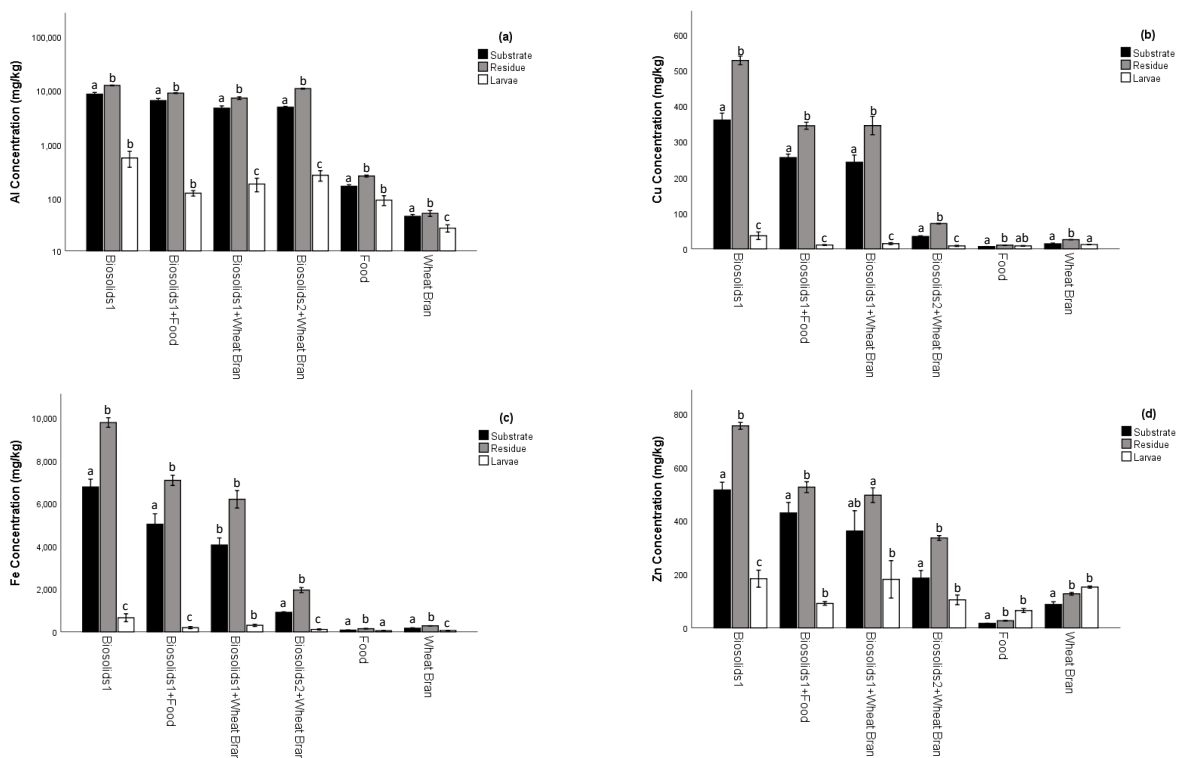 (a)
Substrate
Residue
Larvae
Al Concentration (mg/kg)
100,000
10,000
1,000
100
10
a b b
a b b
a b c
a b c
a b b
a b c
Biosolids1
Biosolids1+Food
Biosolids1+Wheat Bran
Biosolids2+Wheat Bran
Food
Wheat Bran
(b)
Substrate
Residue
Larvae
Cu Concentration (mg/kg)
600
500
400
300
200
100
0
a b c
a b c
a b c
a b c
a b ab
a b a
Biosolids1
Biosolids1+Food
Biosolids1+Wheat Bran
Biosolids2+Wheat Bran
Food
Wheat Bran
(c)
Substrate
Residue
Larvae
Fe Concentration (mg/kg)
10,000
8,000
6,000
4,000
2,000
0
a b c
a b c
b b b
a b c
a b a
a b c
Biosolids1
Biosolids1+Food
Biosolids1+Wheat Bran
Biosolids2+Wheat Bran
Food
Wheat Bran
(d)
Substrate
Residue
Larvae
Zn Concentration (mg/kg)
800
600
400
200
0
a b c
a b c
ab a b
a b b
a b b
a b b
Biosolids1
Biosolids1+Food
Biosolids1+Wheat Bran
Biosolids2+Wheat Bran
Food
Wheat Bran